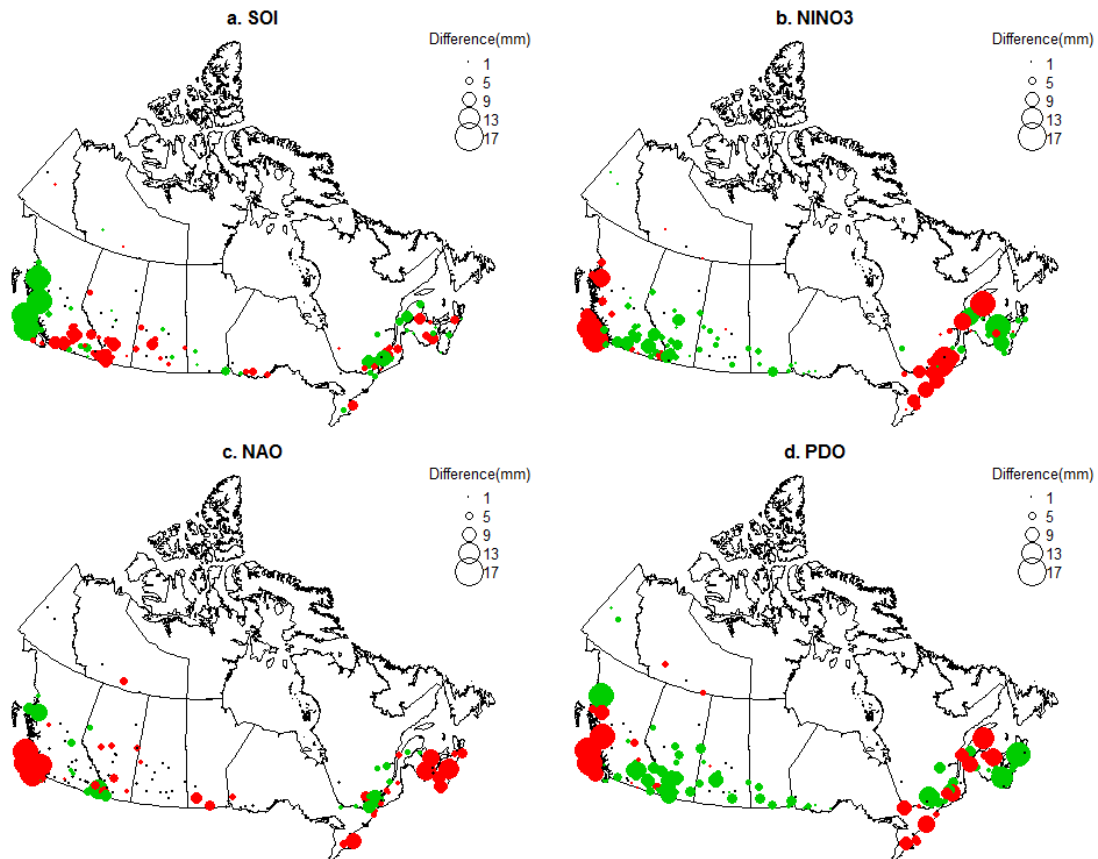 a. SOI
Difference(mm)
1
5
9
13
17
b. NINO3
Difference(mm)
1
5
9
13
17
c. NAO
Difference(mm)
1
5
9
13
17
d. PDO
Difference(mm)
1
5
9
13
17